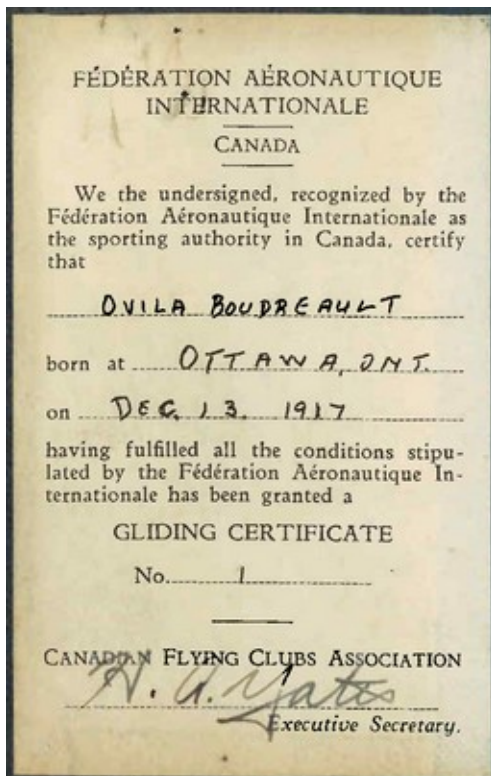 FÉDÉRATION AÉRONAUTIQUE
INTERNATIONALE
CANADA
We the undersigned, recognized by the
Fédération Aéronautique Internationale as
the sporting authority in Canada, certify
that
OVILA BOUDREAULT
born at OTTAWA, ONT.
on DEC. 13. 1917
having fulfilled all the conditions stipu-
lated by the Fédération Aéronautique In-
ternationale has been granted a
GLIDING CERTIFICATE
No. 1
CANADIAN FLYING CLUBS ASSOCIATION
H. A. Yates
Executive Secretary.